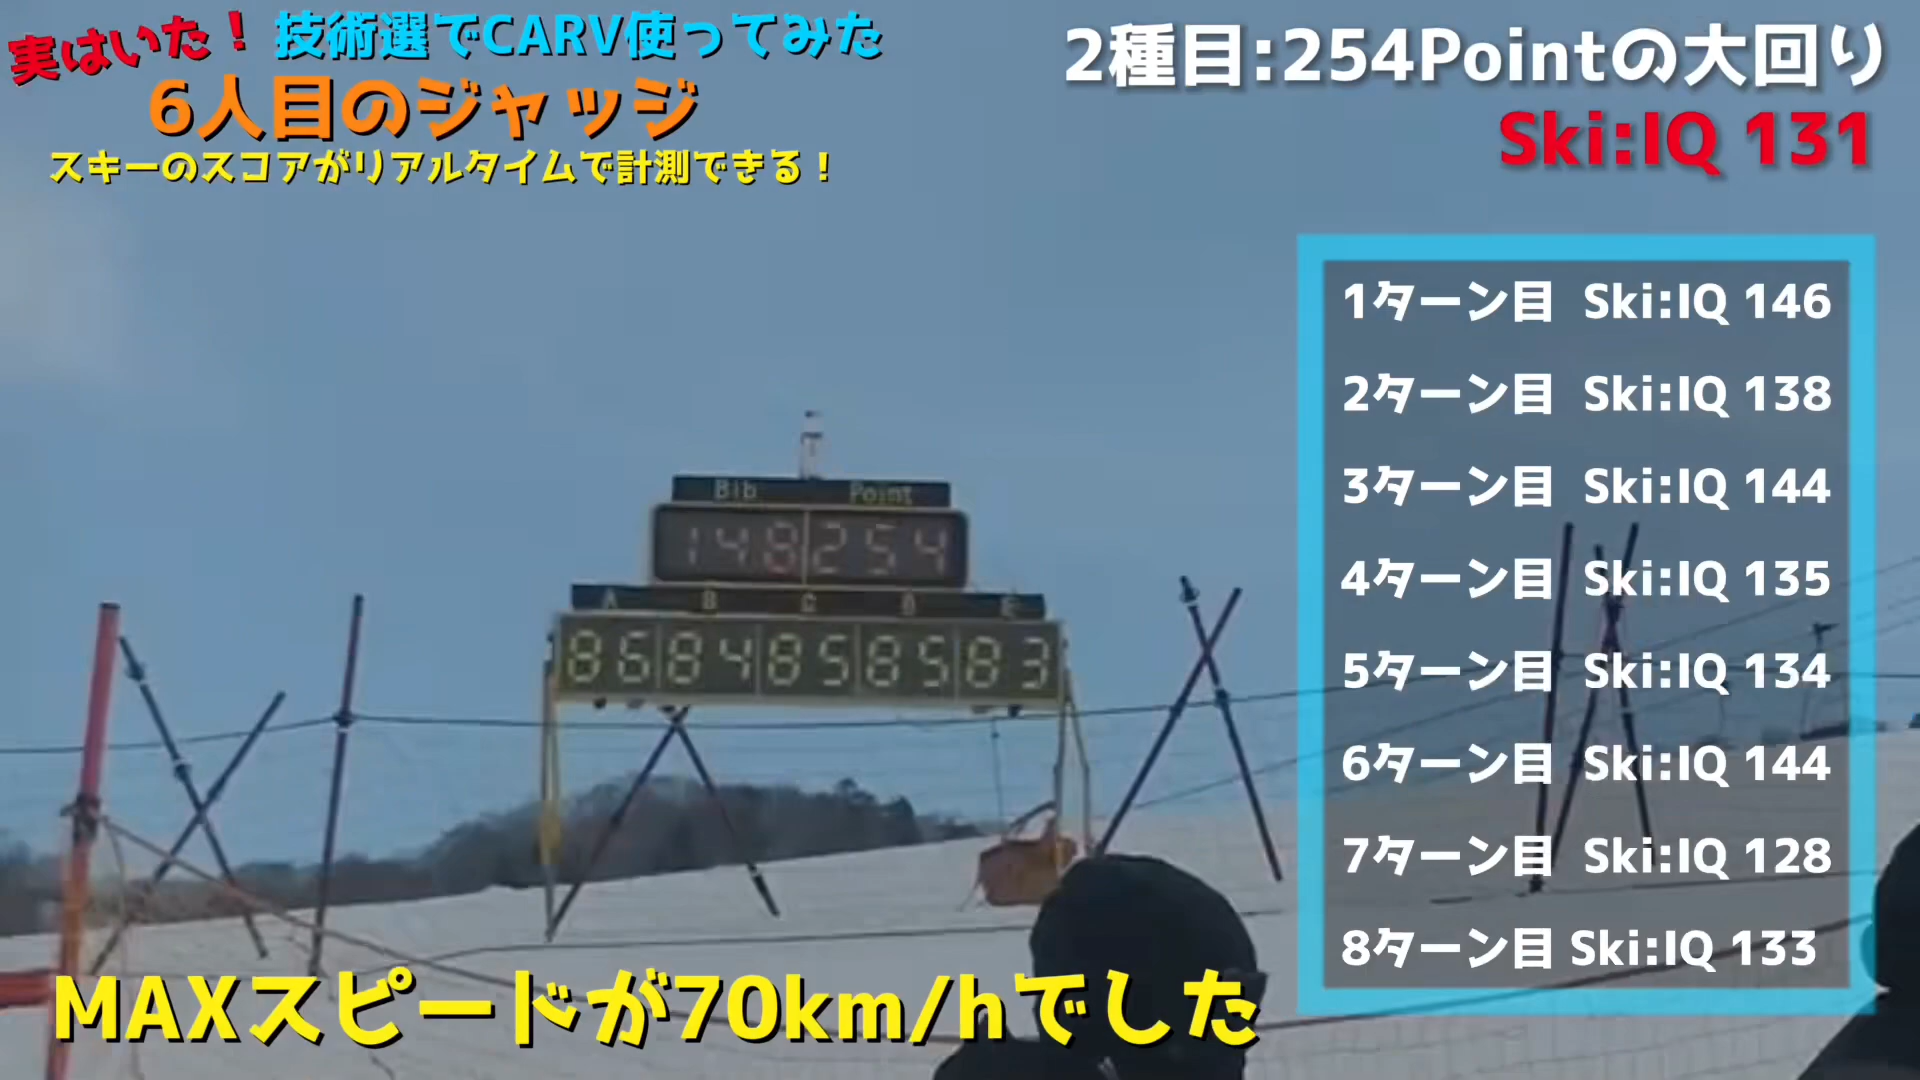 実はいた！技術選でCARV使ってみた
6人目のジャッジ
スキーのスコアがリアルタイムで計測できる！
2種目:254Pointの大回り
Ski:IQ 131
1ターン目 Ski:IQ 146
2ターン目 Ski:IQ 138
3ターン目 Ski:IQ 144
4ターン目 Ski:IQ 135
5ターン目 Ski:IQ 134
6ターン目 Ski:IQ 144
7ターン目 Ski:IQ 128
8ターン目 Ski:IQ 133
Bib Point
148 254
A B C D E
86 84 85 85 83
MAXスピードが70km/hでした